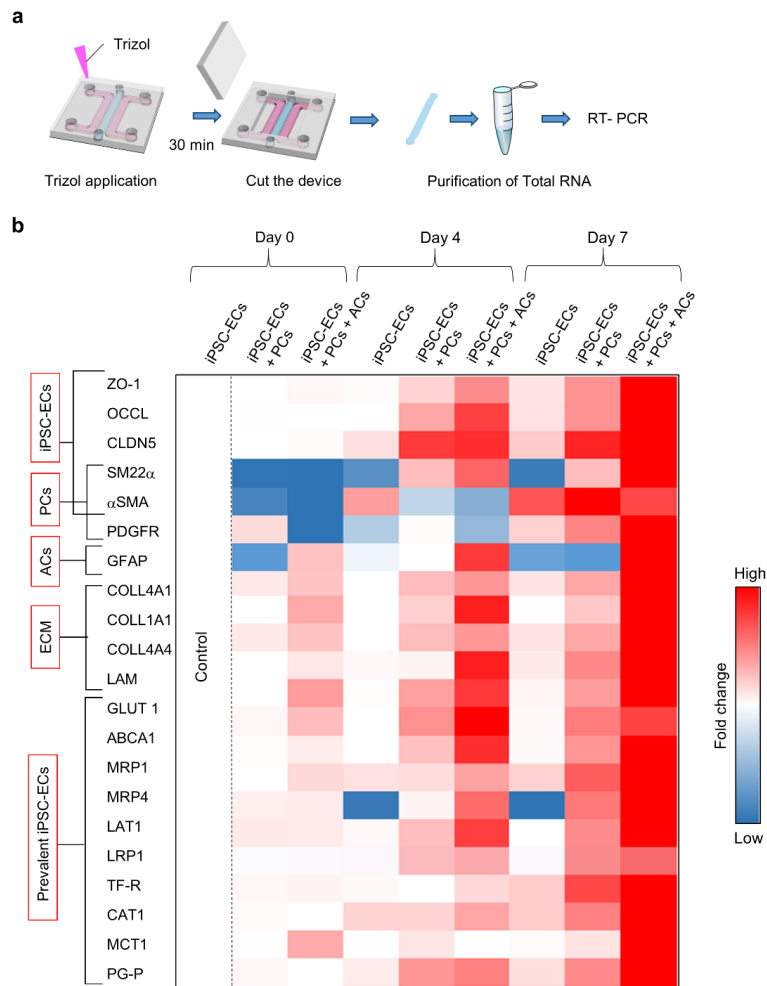 a
Trizol
30 min
RT- PCR
Trizol application
Cut the device
Purification of Total RNA
b
Day 0
Day 4
Day 7
iPSC-ECs
iPSC-ECs
+ PCs
iPSC-ECs
+ PCs + ACs
iPSC-ECs
iPSC-ECs
+ PCs
iPSC-ECs
+ PCs + ACs
iPSC-ECs
iPSC-ECs
+ PCs
iPSC-ECs
+ PCs + ACs
iPSC-ECs
PCs
ACs
ECM
Prevalent iPSC-ECs
ZO-1
OCCL
CLDN5
SM22α
αSMA
PDGFR
GFAP
COLL4A1
COLL1A1
COLL4A4
LAM
GLUT 1
ABCA1
MRP1
MRP4
LAT1
LRP1
TF-R
CAT1
MCT1
PG-P
Control
High
Fold change
Low